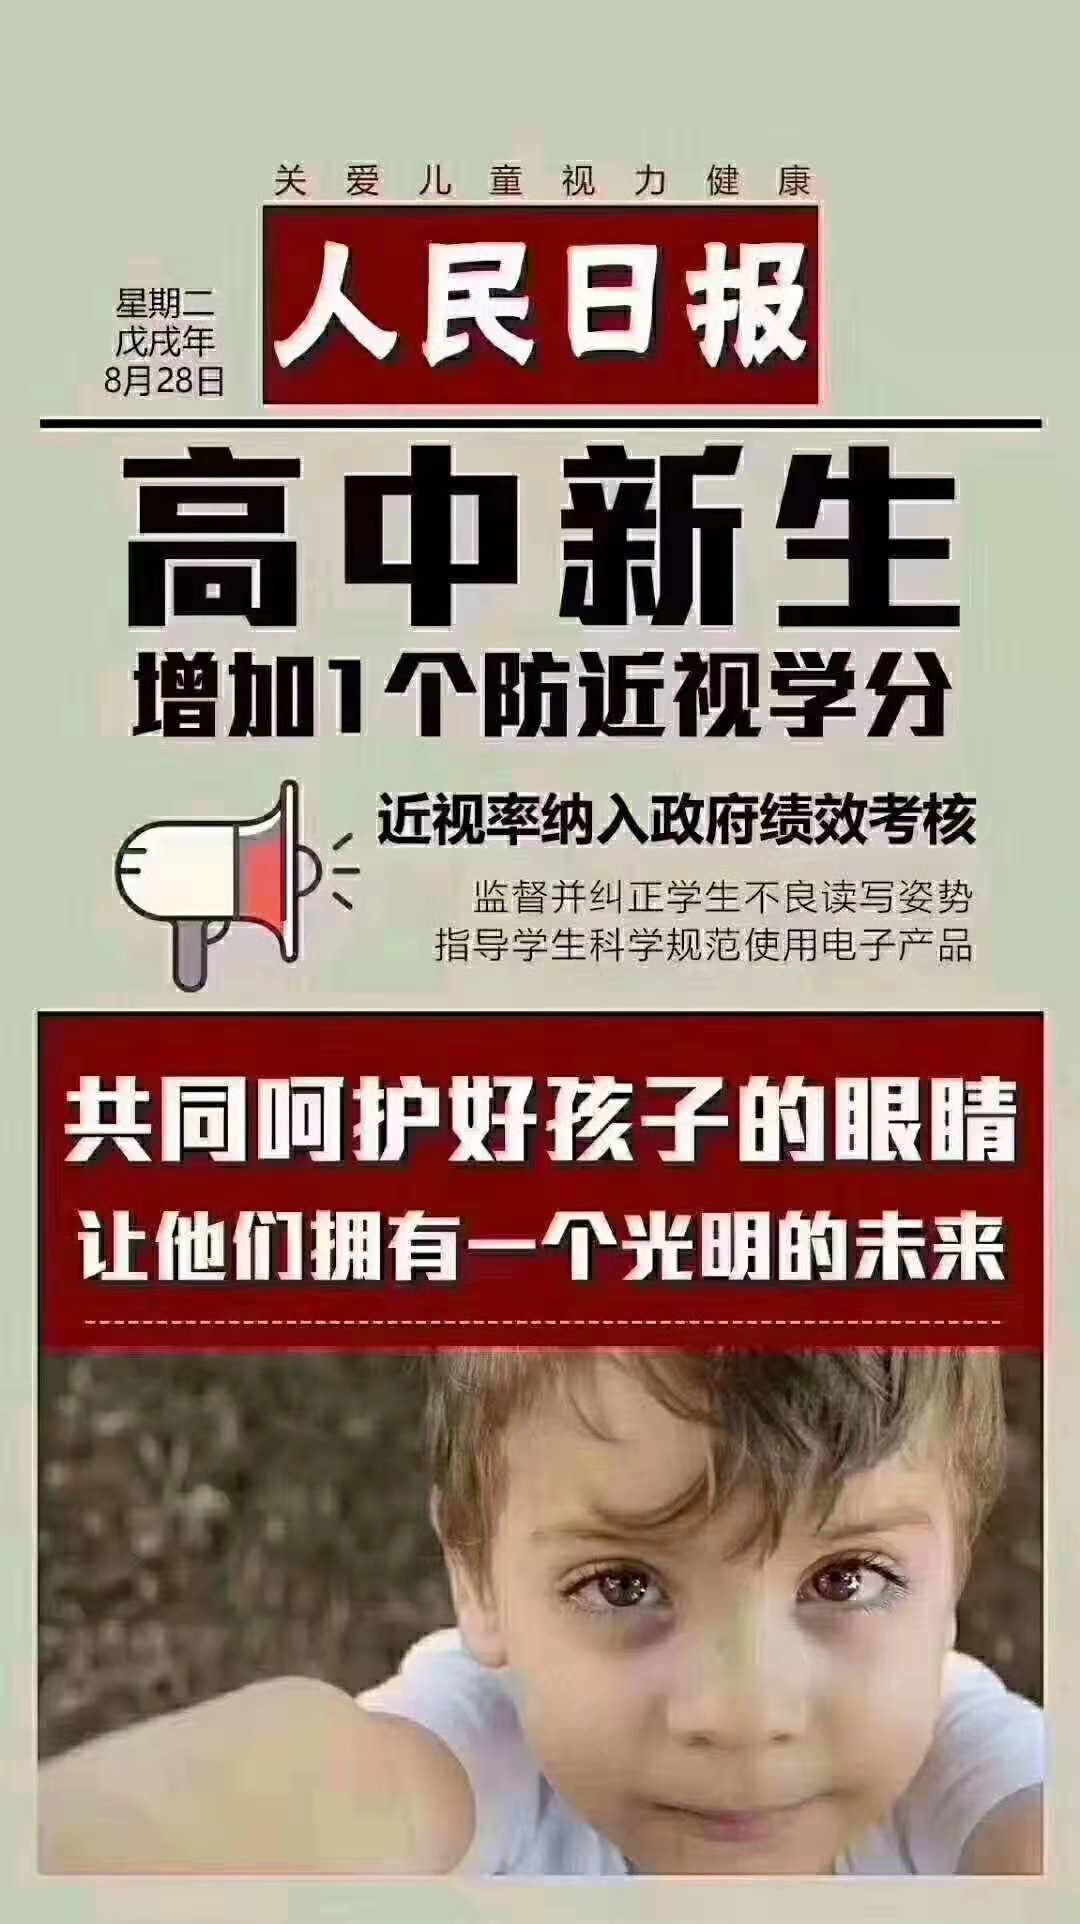 关爱儿童视力健康
人民日报
星期二
戊戌年
8月28日
高中新生
增加1个防近视学分
近视率纳入政府绩效考核
监督并纠正学生不良读写姿势
指导学生科学规范使用电子产品
共同呵护好孩子的眼睛
让他们拥有一个光明的未来